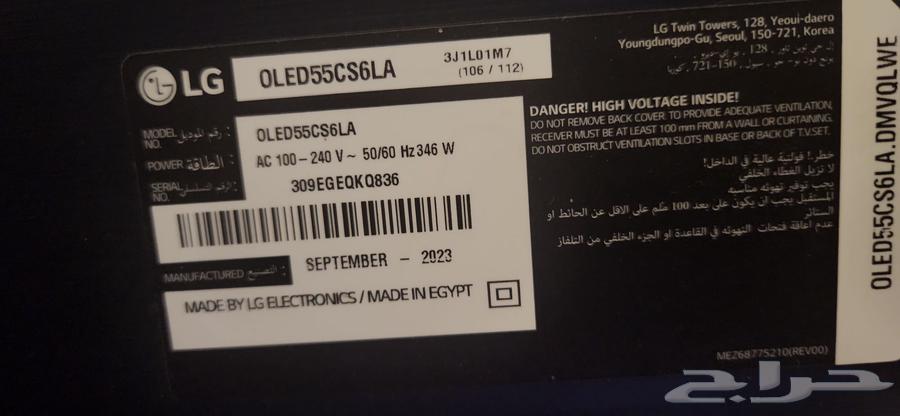 LG
OLED55CS6LA
3J1L01M7
(106 / 112)
MODEL NO. : رقم الموديل
OLED55CS6LA
POWER الطاقة :
AC 100-240 V ~ 50/60 Hz 346 W
SERIAL NO. : الرقم التسلسلي
309EGEQKQ836
MANUFACTURED التصنيع :
SEPTEMBER - 2023
MADE BY LG ELECTRONICS / MADE IN EGYPT
LG Twin Towers, 128, Yeoui-daero
Youngdungpo-Gu, Seoul, 150-721, Korea
DANGER! HIGH VOLTAGE INSIDE!
DO NOT REMOVE BACK COVER. TO PROVIDE ADEQUATE VENTILATION,
RECEIVER MUST BE AT LEAST 100 mm FROM A WALL OR CURTAINING.
DO NOT OBSTRUCT VENTILATION SLOTS IN BASE OR BACK OF T.V.SET.
خطر! فولتية عالية في الداخل!
لا تزيل الغطاء الخلفي
يجب توفير تهوئه مناسبه
المستقبل يجب ان يكون على بعد 100 ملم على الاقل عن الحائط او
الستائر
عدم اعاقة فتحات التهوئه في القاعدة او الجزء الخلفي من التلفاز
MEZ68775210(REV00)
OLED55CS6LA.DMVQLWE
حراج